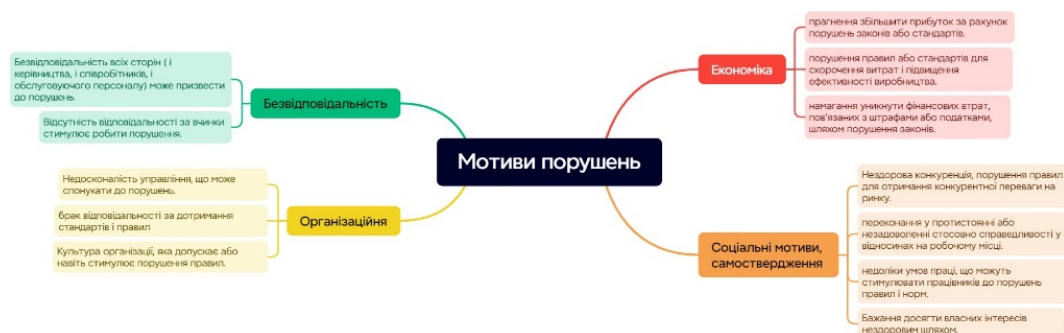 Мотиви порушень
Безвідповідальність
Безвідповідальність всіх сторін ( і
керівництва, і співробітників, і
обслуговуючого персоналу) може призвести
до порушень.
Відсутність відповідальності за вчинки
стимулює робити порушення.
Організаційня
Недосконалість управління, що може
спонукати до порушень.
брак відповідальності за дотримання
стандартів і правил
Культура організації, яка допускає або
навіть стимулює порушення правил.
Економіка
прагнення збільшити прибуток за рахунок
порушень законів або стандартів.
порушення правил або стандартів для
скорочення витрат і підвищення
ефективності виробництва.
намагання уникнути фінансових втрат,
пов'язаних з штрафами або податками,
шляхом порушення законів.
Соціальні мотиви,
самоствердження
Нездорова конкуренція, порушення правил
для отримання конкурентної переваги на
ринку.
переконання у протистоянні або
незадоволенні стосовно справедливості у
відносинах на робочому місці.
недоліки умов праці, що можуть
стимулювати працівників до порушень
правил і норм.
Бажання досягти власних інтересів
нездоровим шляхом.